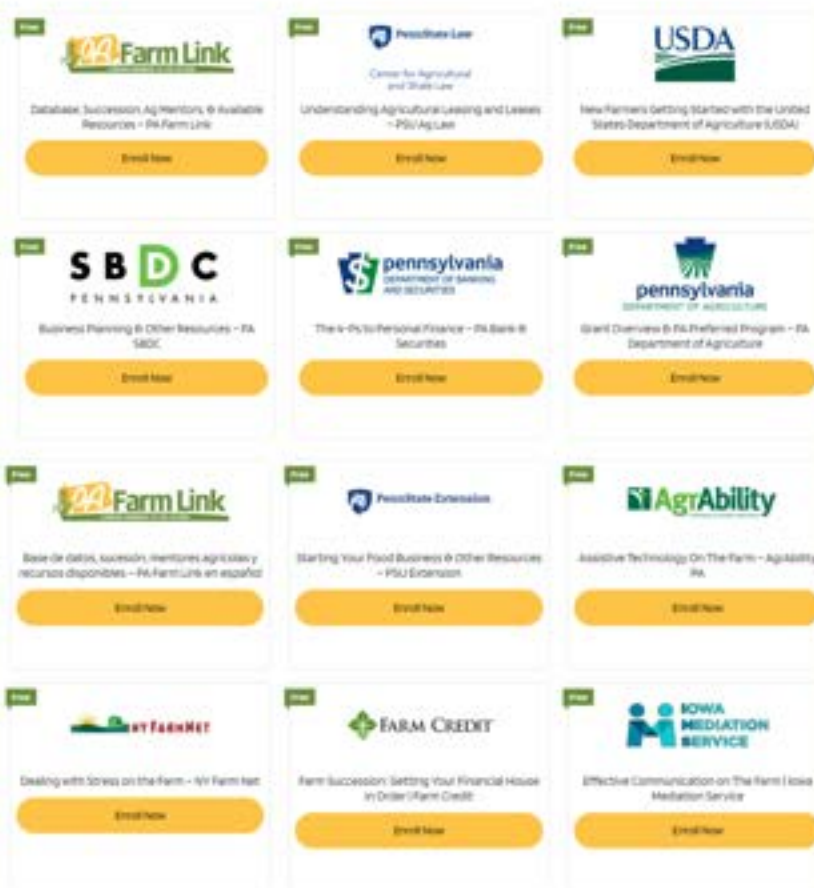 Free
PA Farm Link
Database, Succession, Ag Mentors, & Available
Resources – PA Farm Link
Enroll Now
Free
PennState Law
Center for Agricultural
and Shale Law
Understanding Agricultural Leasing and Leases
– PSU Ag Law
Enroll Now
Free
USDA
New Farmers Getting Started with the United
States Department of Agriculture (USDA)
Enroll Now
Free
SBDC
PENNSYLVANIA
Business Planning & Other Resources – PA
SBDC
Enroll Now
Free
pennsylvania
DEPARTMENT OF BANKING
AND SECURITIES
The 4-Ps to Personal Finance – PA Bank &
Securities
Enroll Now
Free
pennsylvania
DEPARTMENT OF AGRICULTURE
Grant Overview & PA Preferred Program – PA
Department of Agriculture
Enroll Now
Free
PA Farm Link
Base de datos, sucesión, mentores agrícolas y
recursos disponibles – PA Farm Link en español
Enroll Now
Free
PennState Extension
Starting Your Food Business & Other Resources
– PSU Extension
Enroll Now
Free
AgrAbility
Assistive Technology On The Farm – AgrAbility
PA
Enroll Now
Free
NY FARMNET
Dealing with Stress on the Farm – NY Farm Net
Enroll Now
Free
FARM CREDIT
Farm Succession: Getting Your Financial House
in Order | Farm Credit
Enroll Now
Free
IOWA
MEDIATION
SERVICE
Effective Communication on The Farm | Iowa
Mediation Service
Enroll Now